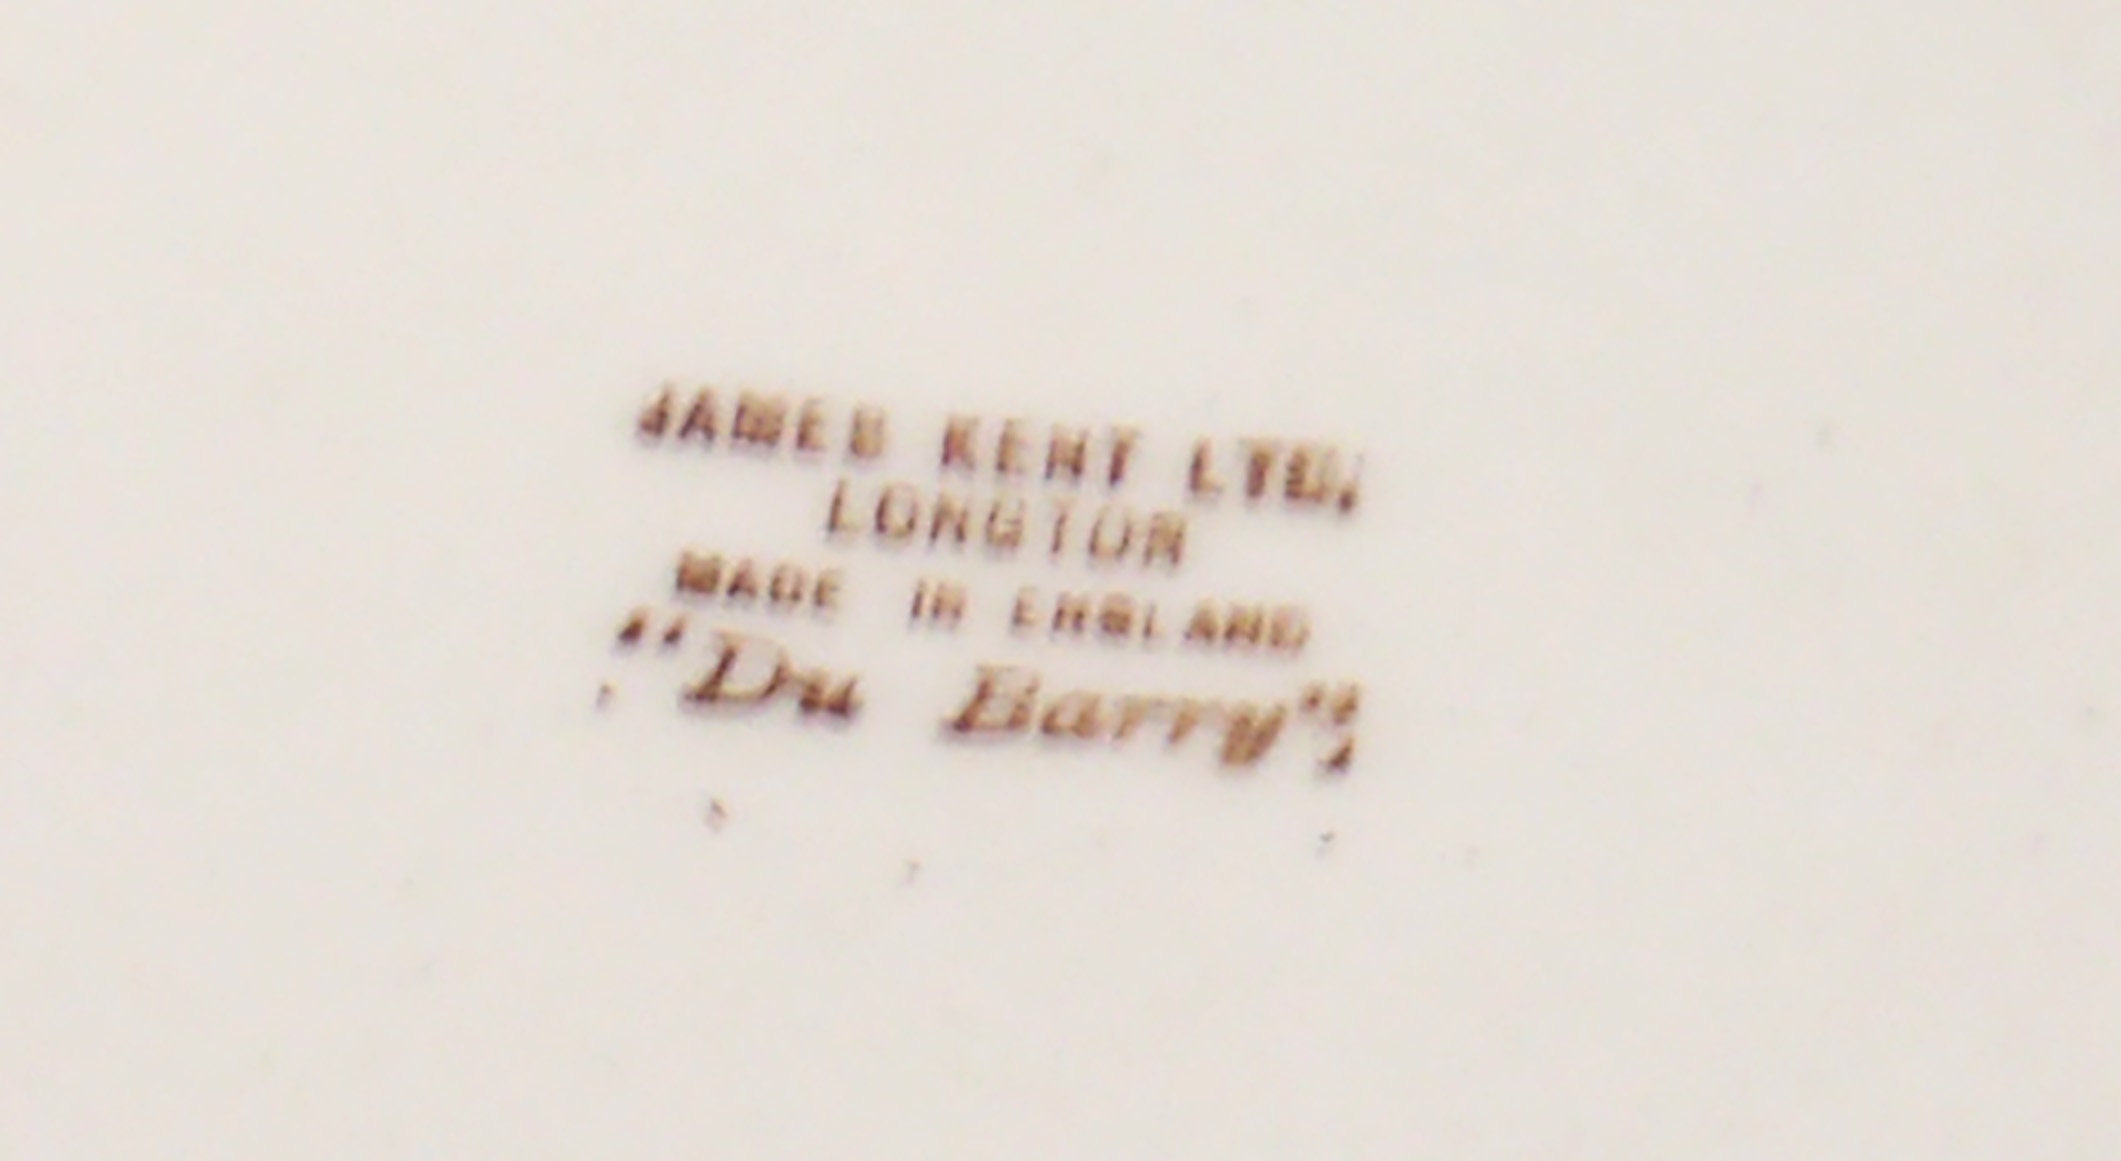 JAMES KENT LTD.
LONGTON
MADE IN ENGLAND
"Du Barry"